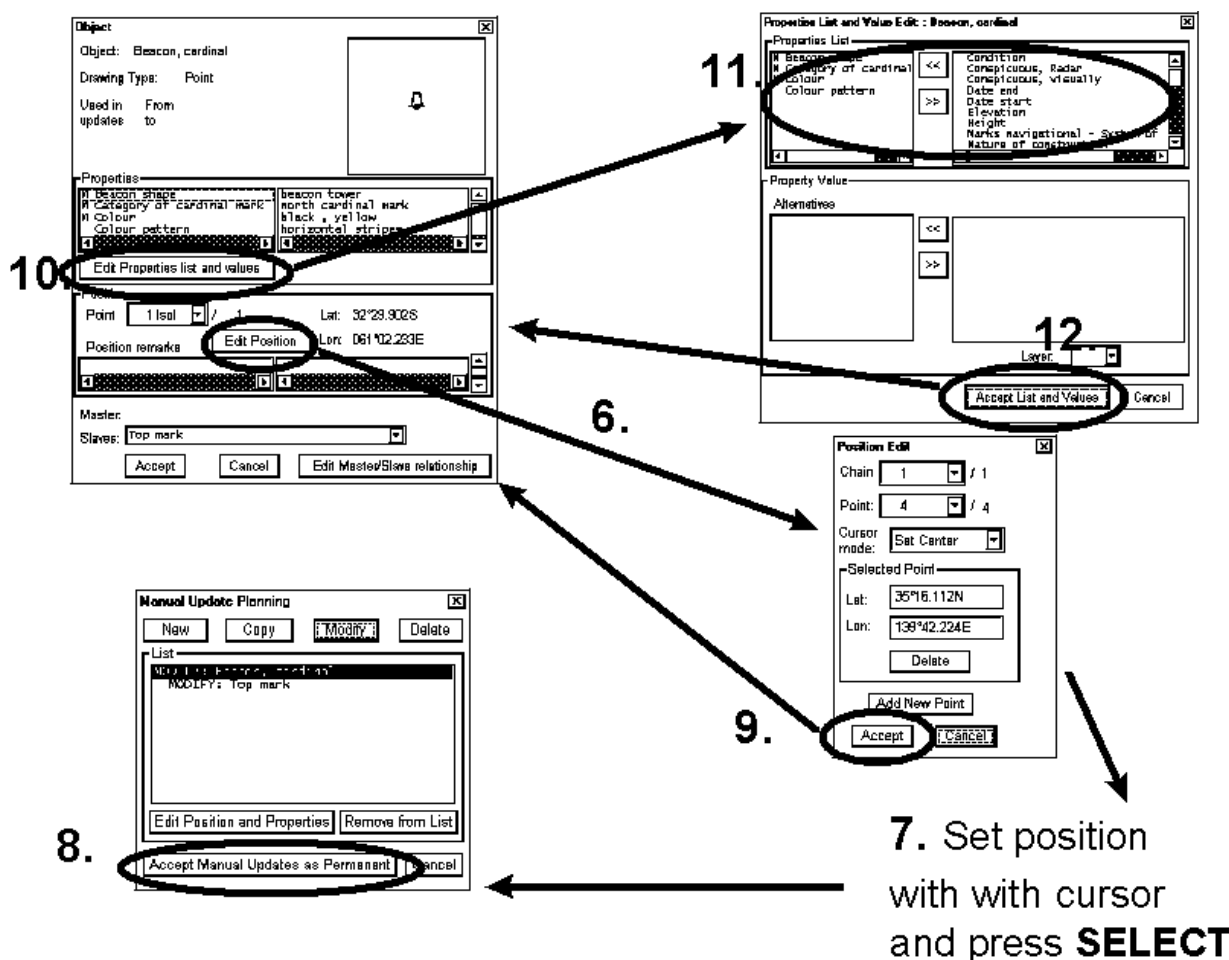 Object
Object: Beacon, cardinal
Drawing Type: Point
Used in From
updates to
Properties
M Beacon shape beacon tower
M Category of cardinal mark north cardinal mark
M Colour black , yellow
Colour pattern horizontal stripes
10.
Edit Properties list and values
Point 1 Isol / 1 Lat: 32°29.902S
Position remarks Edit Position Lon: 061°02.233E
Master:
Slaves: Top mark
Accept Cancel Edit Master/Slave relationship
Properties List and Value Edit : Beacon, cardinal
Properties List
11.
M Beacon shape << Condition
M Category of cardinal Conspicuous, Radar
Colour Conspicuous, visually
Colour pattern >> Date end
Date start
Elevation
Height
Marks navigational - System of
Nature of construction
Property Value
Alternatives
<<
>>
12.
Layer:
Accept List and Values Cancel
6.
Position Edit
Chain 1 / 1
Point: 4 / 4
Cursor
mode: Set Center
Selected Point
Lat: 35°16.112N
Lon: 139°42.224E
Delete
Add New Point
9.
Accept Cancel
Manual Update Planning
New Copy Modify Delete
List
MODIFY: Beacon, cardinal
MODIFY: Top mark
Edit Position and Properties Remove from List
8.
Accept Manual Updates as Permanent Cancel
7. Set position
with with cursor
and press SELECT